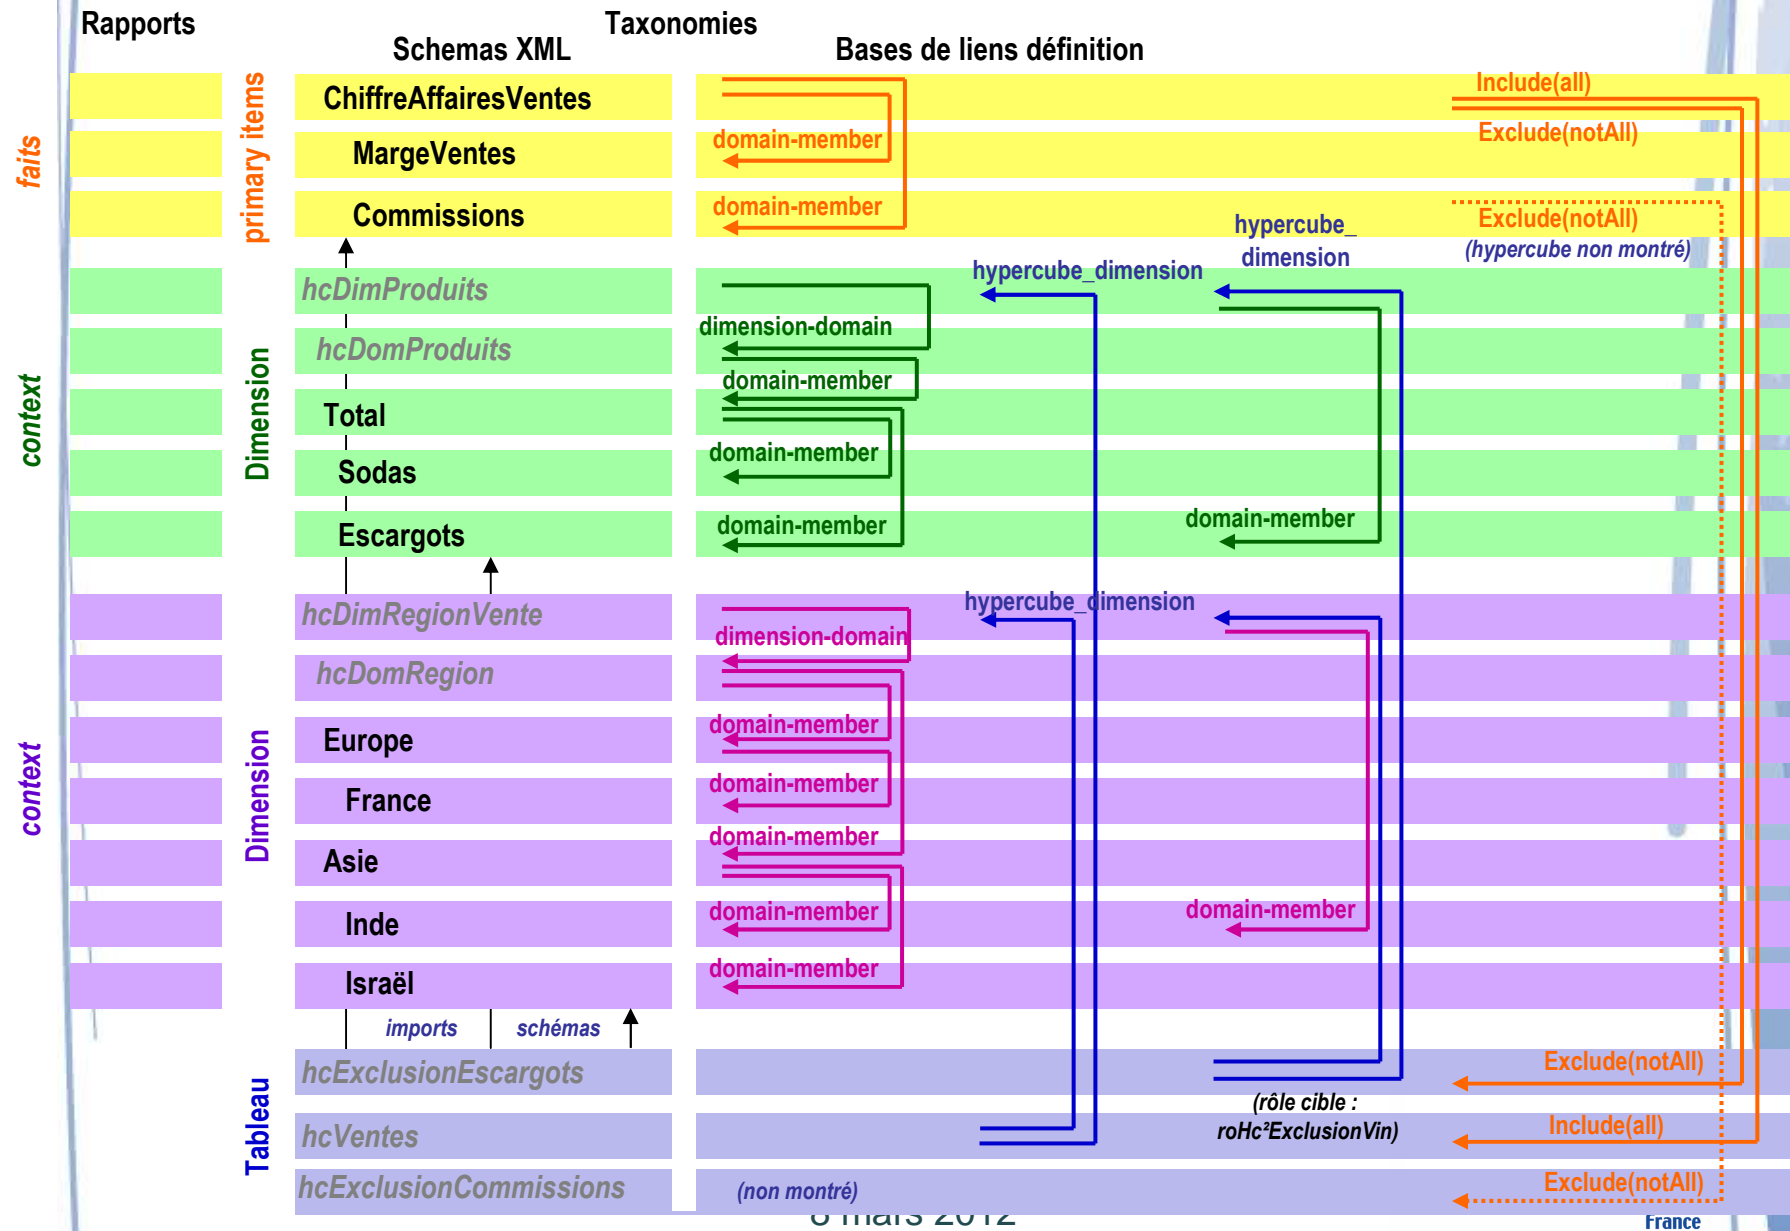 Rapports
Taxonomies
Schemas XML
Bases de liens définition
faits
primary items
ChiffreAffairesVentes
Include(all)
MargeVentes
domain-member
Exclude(notAll)
Commissions
domain-member
Exclude(notAll)
(hypercube non montré)
hypercube_
dimension
hypercube_dimension
context
Dimension
hcDimProduits
dimension-domain
hcDomProduits
domain-member
Total
domain-member
Sodas
domain-member
Escargots
domain-member
context
Dimension
hcDimRegionVente
hypercube_dimension
dimension-domain
hcDomRegion
domain-member
Europe
domain-member
France
domain-member
Asie
domain-member
Inde
domain-member
domain-member
Israël
imports
schémas
Tableau
hcExclusionEscargots
Exclude(notAll)
(rôle cible :
roHc²ExclusionVin)
hcVentes
Include(all)
hcExclusionCommissions
(non montré)
Exclude(notAll)
8 mars 2012
France